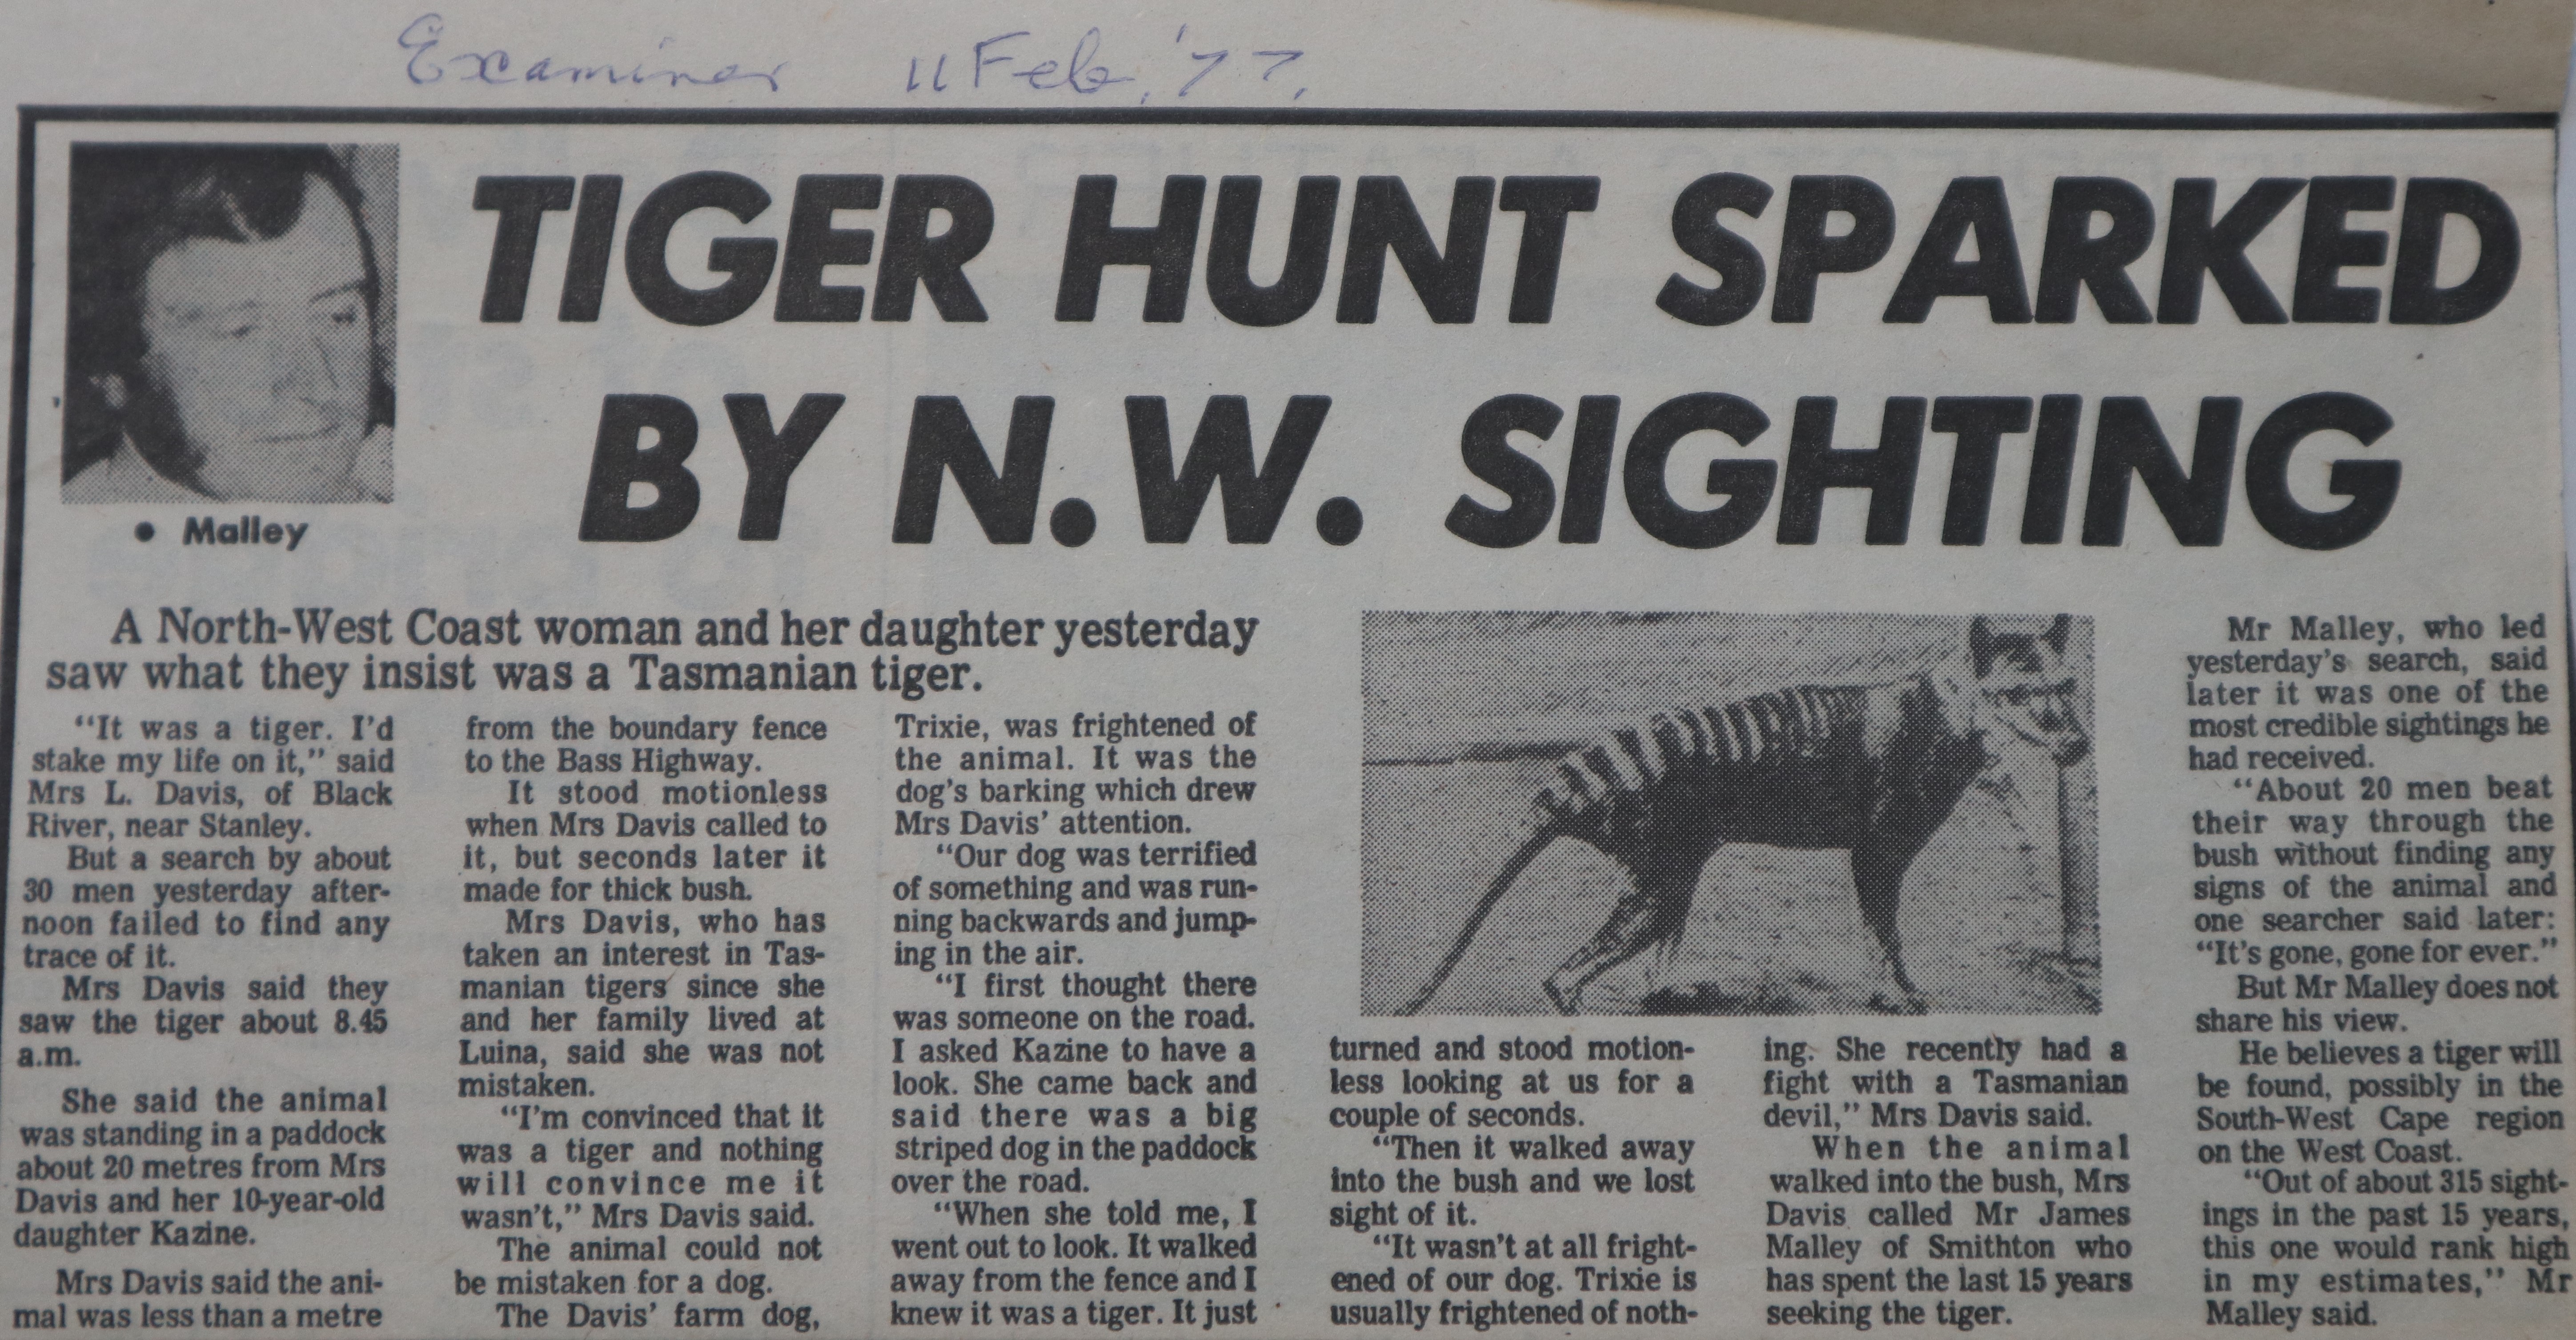 Examiner 11 Feb, '77.
TIGER HUNT SPARKED
BY N.W. SIGHTING
• Malley
A North-West Coast woman and her daughter yesterday
saw what they insist was a Tasmanian tiger.
"It was a tiger. I'd
stake my life on it," said
Mrs L. Davis, of Black
River, near Stanley.
But a search by about
30 men yesterday after-
noon failed to find any
trace of it.
Mrs Davis said they
saw the tiger about 8.45
a.m.
She said the animal
was standing in a paddock
about 20 metres from Mrs
Davis and her 10-year-old
daughter Kazine.
Mrs Davis said the ani-
mal was less than a metre
from the boundary fence
to the Bass Highway.
It stood motionless
when Mrs Davis called to
it, but seconds later it
made for thick bush.
Mrs Davis, who has
taken an interest in Tas-
manian tigers since she
and her family lived at
Luina, said she was not
mistaken.
"I'm convinced that it
was a tiger and nothing
will convince me it
wasn't," Mrs Davis said.
The animal could not
be mistaken for a dog.
The Davis' farm dog,
Trixie, was frightened of
the animal. It was the
dog's barking which drew
Mrs Davis' attention.
"Our dog was terrified
of something and was run-
ning backwards and jump-
ing in the air.
"I first thought there
was someone on the road.
I asked Kazine to have a
look. She came back and
said there was a big
striped dog in the paddock
over the road.
"When she told me, I
went out to look. It walked
away from the fence and I
knew it was a tiger. It just
turned and stood motion-
less looking at us for a
couple of seconds.
"Then it walked away
into the bush and we lost
sight of it.
"It wasn't at all fright-
ened of our dog. Trixie is
usually frightened of noth-
ing. She recently had a
fight with a Tasmanian
devil," Mrs Davis said.
When the animal
walked into the bush, Mrs
Davis called Mr James
Malley of Smithton who
has spent the last 15 years
seeking the tiger.
Mr Malley, who led
yesterday's search, said
later it was one of the
most credible sightings he
had received.
"About 20 men beat
their way through the
bush without finding any
signs of the animal and
one searcher said later:
"It's gone, gone for ever."
But Mr Malley does not
share his view.
He believes a tiger will
be found, possibly in the
South-West Cape region
on the West Coast.
"Out of about 315 sight-
ings in the past 15 years,
this one would rank high
in my estimates," Mr
Malley said.